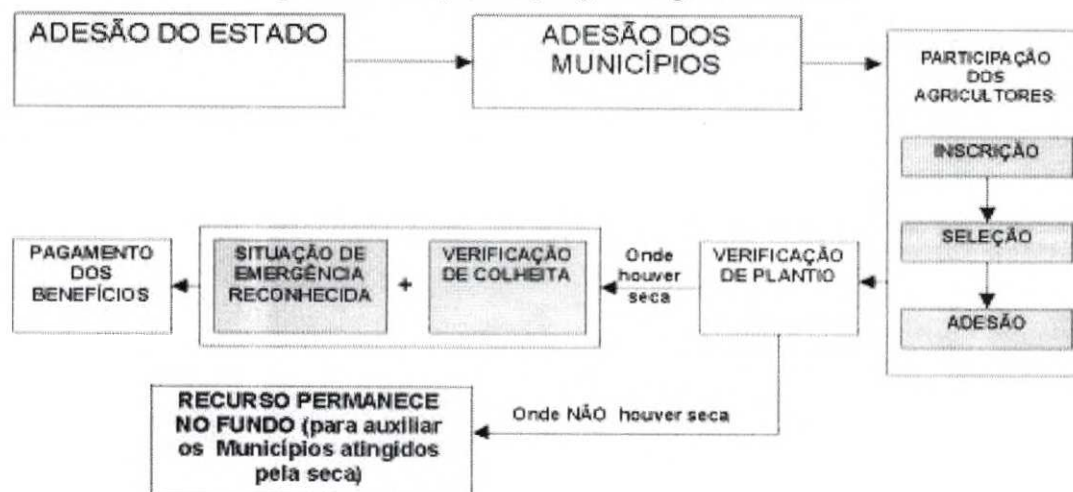 ADESÃO DO ESTADO
ADESÃO DOS
MUNICÍPIOS
PARTICIPAÇÃO
DOS
AGRICULTORES:
INSCRIÇÃO
SELEÇÃO
ADESÃO
VERIFICAÇÃO
DE PLANTIO
Onde
houver
seca
VERIFICAÇÃO
DE COLHEITA
+
SITUAÇÃO DE
EMERGÊNCIA
RECONHECIDA
PAGAMENTO
DOS
BENEFÍCIOS
Onde NÃO houver seca
RECURSO PERMANECE
NO FUNDO (para auxiliar
os Municípios atingidos
pela seca)